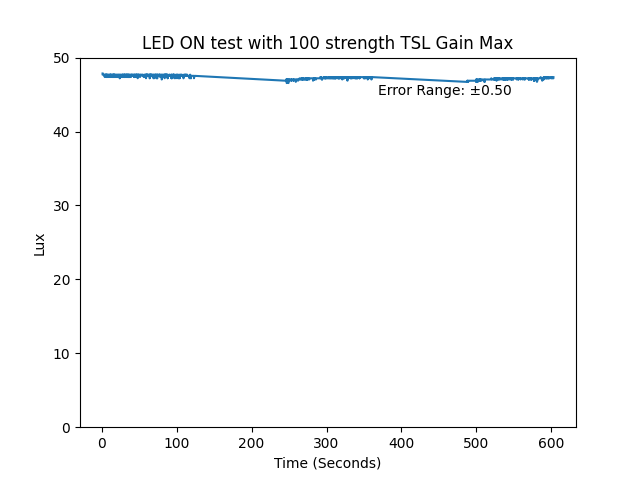 LED ON test with 100 strength TSL Gain Max
50
40
30
20
10
0
Lux
Error Range: ±0.50
0 100 200 300 400 500 600
Time (Seconds)